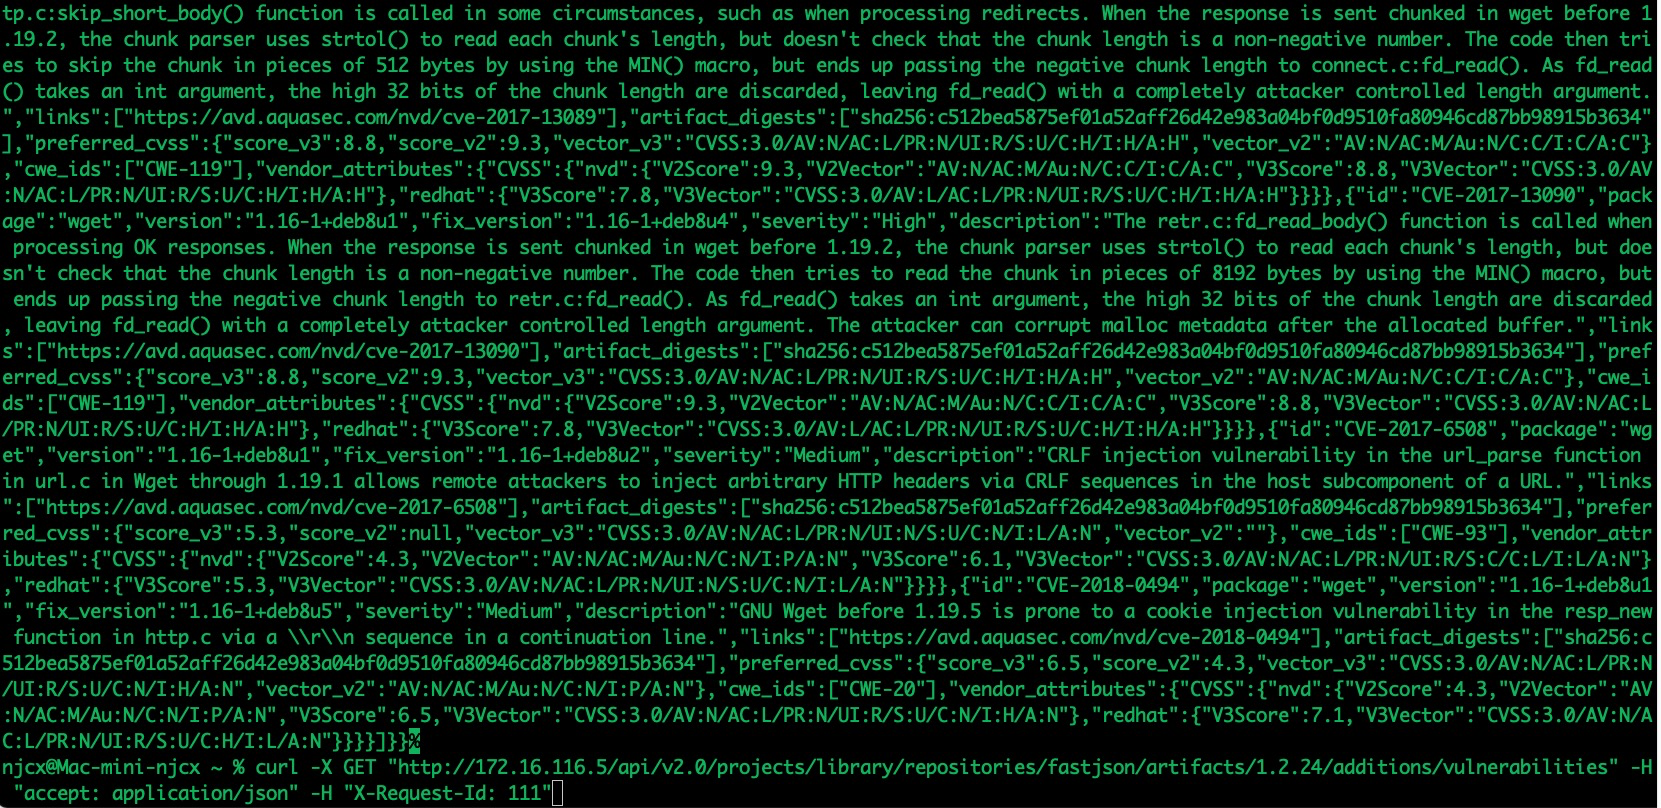 tp.c:skip_short_body() function is called in some circumstances, such as when processing redirects. When the response is sent chunked in wget before 1
.19.2, the chunk parser uses strtol() to read each chunk's length, but doesn't check that the chunk length is a non-negative number. The code then tri
es to skip the chunk in pieces of 512 bytes by using the MIN() macro, but ends up passing the negative chunk length to connect.c:fd_read(). As fd_read
() takes an int argument, the high 32 bits of the chunk length are discarded, leaving fd_read() with a completely attacker controlled length argument.
","links":["https://avd.aquasec.com/nvd/cve-2017-13089"],"artifact_digests":["sha256:c512bea5875ef01a52aff26d42e983a04bf0d9510fa80946cd87bb98915b3634"
],"preferred_cvss":{"score_v3":8.8,"score_v2":9.3,"vector_v3":"CVSS:3.0/AV:N/AC:L/PR:N/UI:R/S:U/C:H/I:H/A:H","vector_v2":"AV:N/AC:M/Au:N/C:C/I:C/A:C"}
,"cwe_ids":["CWE-119"],"vendor_attributes":{"CVSS":{"nvd":{"V2Score":9.3,"V2Vector":"AV:N/AC:M/Au:N/C:C/I:C/A:C","V3Score":8.8,"V3Vector":"CVSS:3.0/AV
:N/AC:L/PR:N/UI:R/S:U/C:H/I:H/A:H"},"redhat":{"V3Score":7.8,"V3Vector":"CVSS:3.0/AV:L/AC:L/PR:N/UI:R/S:U/C:H/I:H/A:H"}}}},{"id":"CVE-2017-13090","pack
age":"wget","version":"1.16-1+deb8u1","fix_version":"1.16-1+deb8u4","severity":"High","description":"The retr.c:fd_read_body() function is called when
 processing OK responses. When the response is sent chunked in wget before 1.19.2, the chunk parser uses strtol() to read each chunk's length, but doe
sn't check that the chunk length is a non-negative number. The code then tries to read the chunk in pieces of 8192 bytes by using the MIN() macro, but
 ends up passing the negative chunk length to retr.c:fd_read(). As fd_read() takes an int argument, the high 32 bits of the chunk length are discarded
, leaving fd_read() with a completely attacker controlled length argument. The attacker can corrupt malloc metadata after the allocated buffer.","link
s":["https://avd.aquasec.com/nvd/cve-2017-13090"],"artifact_digests":["sha256:c512bea5875ef01a52aff26d42e983a04bf0d9510fa80946cd87bb98915b3634"],"pref
erred_cvss":{"score_v3":8.8,"score_v2":9.3,"vector_v3":"CVSS:3.0/AV:N/AC:L/PR:N/UI:R/S:U/C:H/I:H/A:H","vector_v2":"AV:N/AC:M/Au:N/C:C/I:C/A:C"},"cwe_i
ds":["CWE-119"],"vendor_attributes":{"CVSS":{"nvd":{"V2Score":9.3,"V2Vector":"AV:N/AC:M/Au:N/C:C/I:C/A:C","V3Score":8.8,"V3Vector":"CVSS:3.0/AV:N/AC:L
/PR:N/UI:R/S:U/C:H/I:H/A:H"},"redhat":{"V3Score":7.8,"V3Vector":"CVSS:3.0/AV:L/AC:L/PR:N/UI:R/S:U/C:H/I:H/A:H"}}}},{"id":"CVE-2017-6508","package":"wg
et","version":"1.16-1+deb8u1","fix_version":"1.16-1+deb8u2","severity":"Medium","description":"CRLF injection vulnerability in the url_parse function 
in url.c in Wget through 1.19.1 allows remote attackers to inject arbitrary HTTP headers via CRLF sequences in the host subcomponent of a URL.","links
":["https://avd.aquasec.com/nvd/cve-2017-6508"],"artifact_digests":["sha256:c512bea5875ef01a52aff26d42e983a04bf0d9510fa80946cd87bb98915b3634"],"prefer
red_cvss":{"score_v3":5.3,"score_v2":null,"vector_v3":"CVSS:3.0/AV:N/AC:L/PR:N/UI:N/S:U/C:N/I:L/A:N","vector_v2":""},"cwe_ids":["CWE-93"],"vendor_attr
ibutes":{"CVSS":{"nvd":{"V2Score":4.3,"V2Vector":"AV:N/AC:M/Au:N/C:N/I:P/A:N","V3Score":6.1,"V3Vector":"CVSS:3.0/AV:N/AC:L/PR:N/UI:R/S:C/C:L/I:L/A:N"}
,"redhat":{"V3Score":5.3,"V3Vector":"CVSS:3.0/AV:N/AC:L/PR:N/UI:N/S:U/C:N/I:L/A:N"}}}},{"id":"CVE-2018-0494","package":"wget","version":"1.16-1+deb8u1
","fix_version":"1.16-1+deb8u5","severity":"Medium","description":"GNU Wget before 1.19.5 is prone to a cookie injection vulnerability in the resp_new
 function in http.c via a \\r\\n sequence in a continuation line.","links":["https://avd.aquasec.com/nvd/cve-2018-0494"],"artifact_digests":["sha256:c
512bea5875ef01a52aff26d42e983a04bf0d9510fa80946cd87bb98915b3634"],"preferred_cvss":{"score_v3":6.5,"score_v2":4.3,"vector_v3":"CVSS:3.0/AV:N/AC:L/PR:N
/UI:R/S:U/C:N/I:H/A:N","vector_v2":"AV:N/AC:M/Au:N/C:N/I:P/A:N"},"cwe_ids":["CWE-20"],"vendor_attributes":{"CVSS":{"nvd":{"V2Score":4.3,"V2Vector":"AV
:N/AC:M/Au:N/C:N/I:P/A:N","V3Score":6.5,"V3Vector":"CVSS:3.0/AV:N/AC:L/PR:N/UI:R/S:U/C:N/I:H/A:N"},"redhat":{"V3Score":7.1,"V3Vector":"CVSS:3.0/AV:N/A
C:L/PR:N/UI:R/S:U/C:H/I:L/A:N"}}}}]}}%
njcx@Mac-mini-njcx ~ % curl -X GET "http://172.16.116.5/api/v2.0/projects/library/repositories/fastjson/artifacts/1.2.24/additions/vulnerabilities" -H
 "accept: application/json" -H "X-Request-Id: 111"